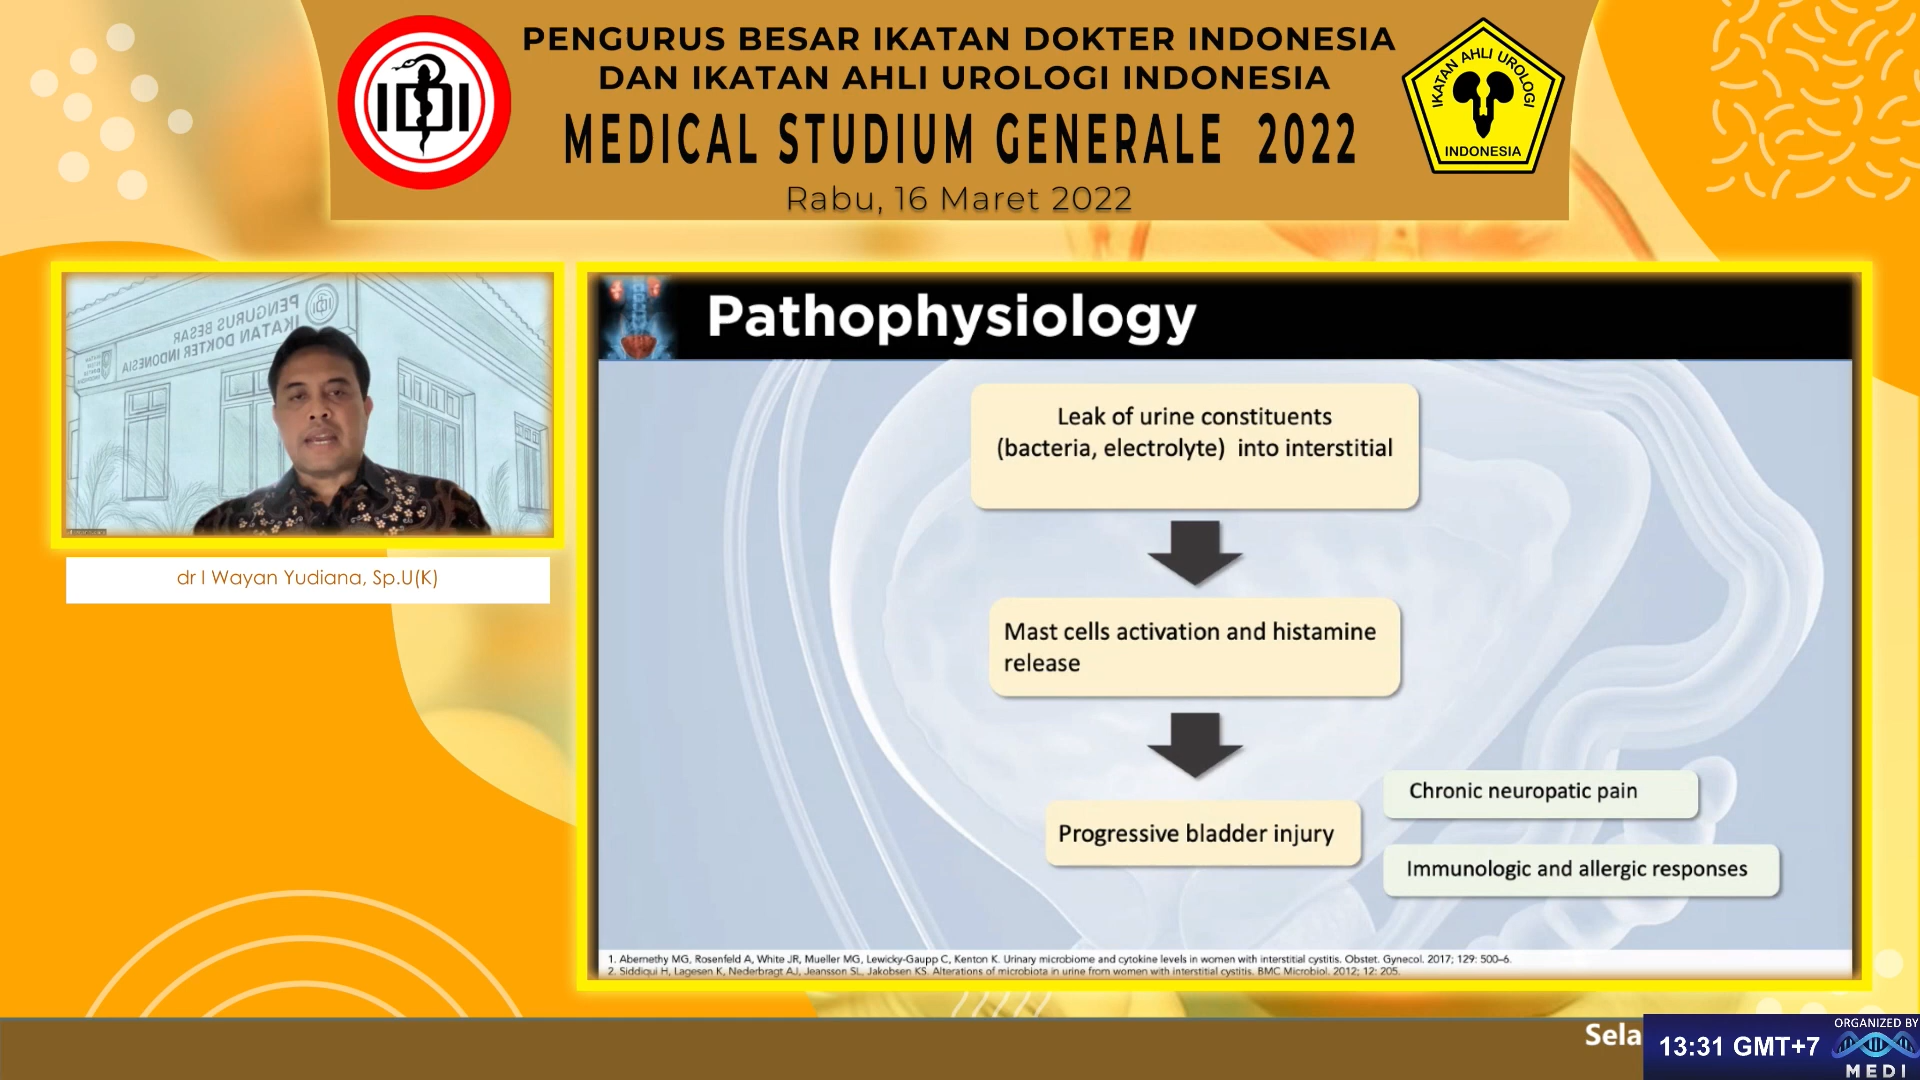 PENGURUS BESAR IKATAN DOKTER INDONESIA
DAN IKATAN AHLI UROLOGI INDONESIA
MEDICAL STUDIUM GENERALE 2022
Rabu, 16 Maret 2022
IDI
IKATAN AHLI UROLOGI
INDONESIA
PENGURUS BESAR
IKATAN DOKTER INDONESIA
dr I Wayan Yudiana, Sp.U(K)
Pathophysiology
Leak of urine constituents
(bacteria, electrolyte) into interstitial
Mast cells activation and histamine
release
Progressive bladder injury
Chronic neuropatic pain
Immunologic and allergic responses
1. Abernethy MG, Rosenfeld A, White JR, Mueller MG, Lewicky-Gaupp C, Kenton K. Urinary microbiome and cytokine levels in women with interstitial cystitis. Obstet. Gynecol. 2017; 129: 500–6.
2. Siddiqui H, Lagesen K, Nederbragt AJ, Jeansson SL, Jakobsen KS. Alterations of microbiota in urine from women with interstitial cystitis. BMC Microbiol. 2012; 12: 205.
Sela
13:31 GMT+7
ORGANIZED BY
MEDI